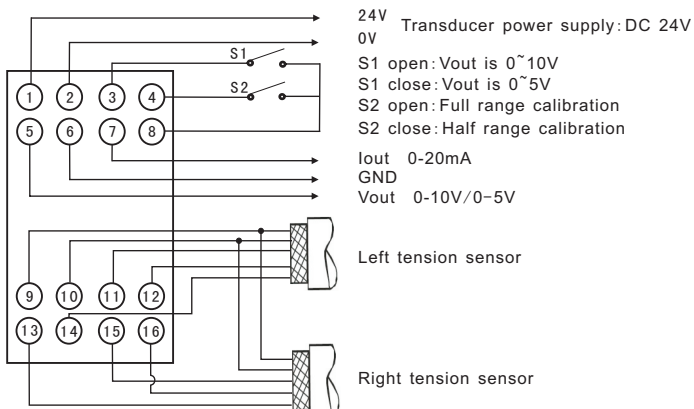 24V
0V
Transducer power supply:DC 24V
S1
S1 open:Vout is 0~10V
S1 close:Vout is 0~5V
S2
S2 open:Full range calibration
S2 close:Half range calibration
1 2 3 4
5 6 7 8
Iout 0-20mA
GND
Vout 0-10V/0-5V
Left tension sensor
9 10 11 12
13 14 15 16
Right tension sensor